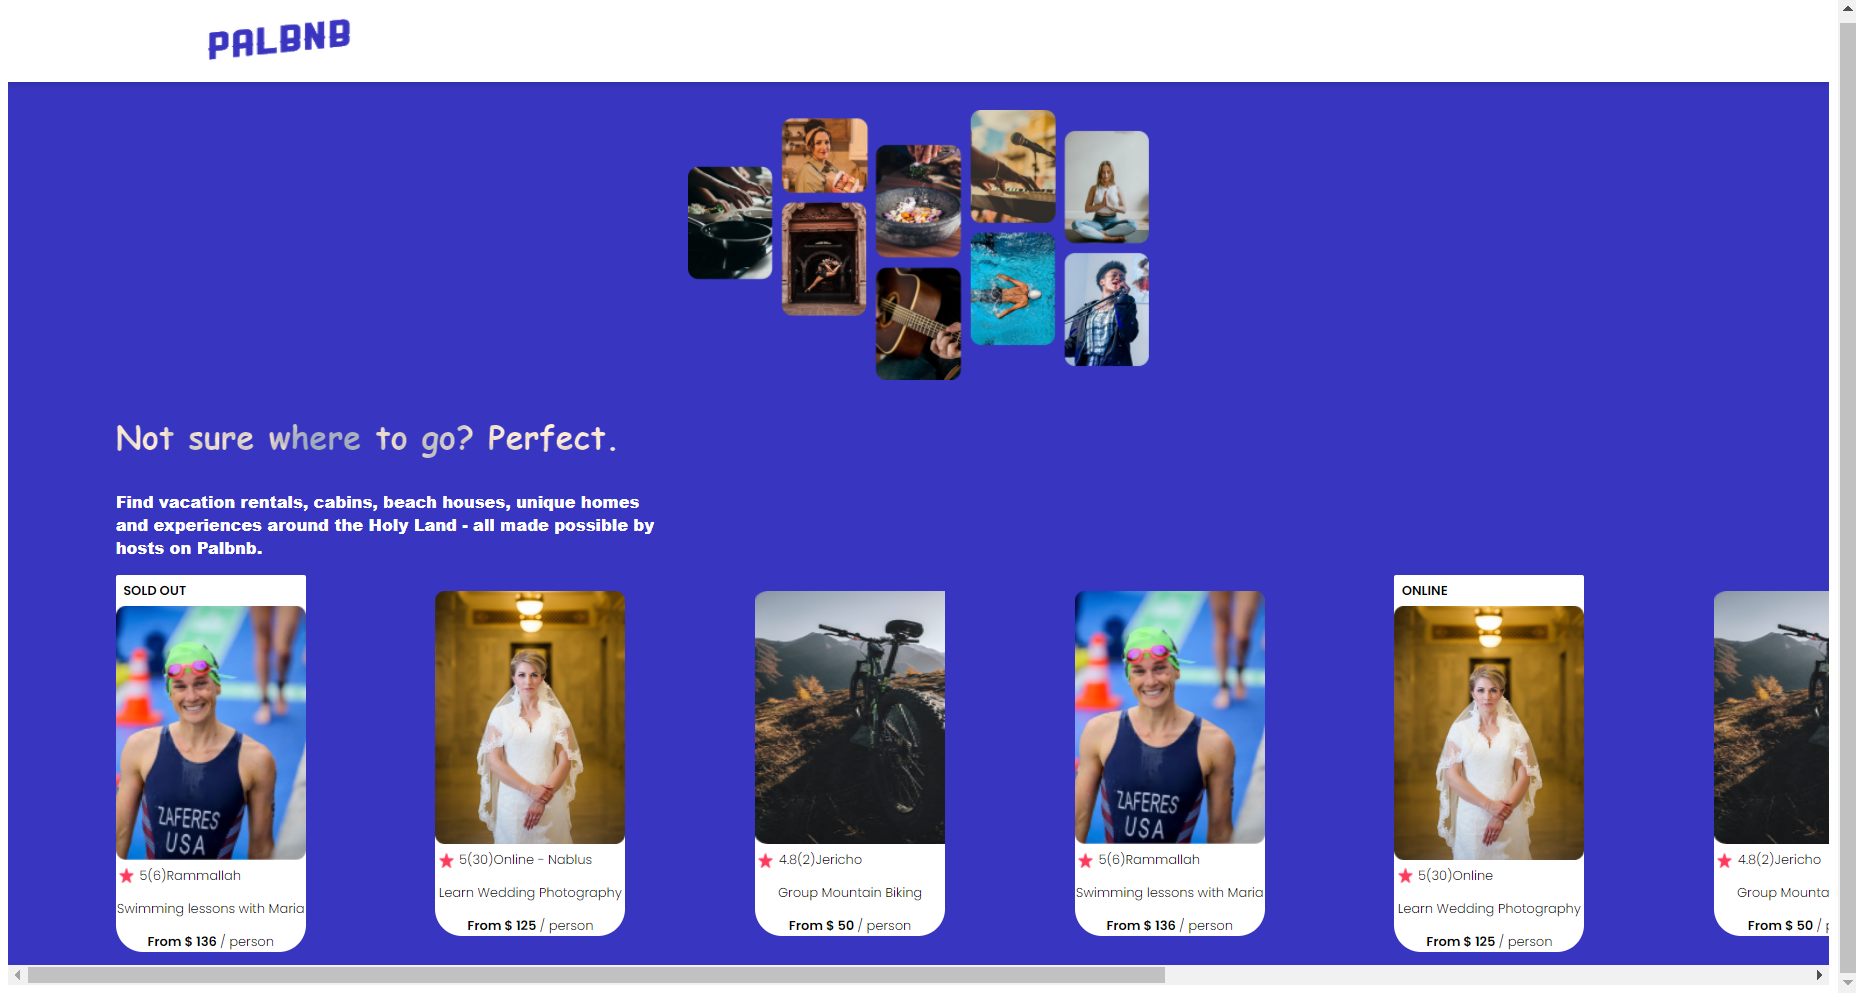 PALBNB
Not sure where to go? Perfect.
Find vacation rentals, cabins, beach houses, unique homes
and experiences around the Holy Land - all made possible by
hosts on Palbnb.
SOLD OUT
ZAFERES
USA
5(6)Rammallah
Swimming lessons with Maria
From $ 136 / person
5(30)Online - Nablus
Learn Wedding Photography
From $ 125 / person
4.8(2)Jericho
Group Mountain Biking
From $ 50 / person
ZAFERES
USA
5(6)Rammallah
Swimming lessons with Maria
From $ 136 / person
ONLINE
5(30)Online
Learn Wedding Photography
From $ 125 / person
4.8(2)Jericho
Group Mounta
From $ 50 / p